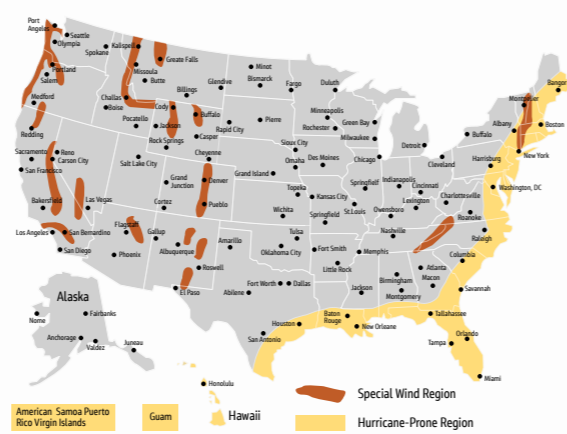 Port
Angeles
Seattle
Olympia
Spokane
Kalispell
Great Falls
Minot
Portland
Salem
Missoula
Butte
Glendive
Bismarck
Fargo
Duluth
Bangor
Medford
Challas
Boise
Cody
Billings
Buffalo
Minneapolis
Rochester
Green Bay
Milwaukee
Montpelier
Albany
Boston
Redding
Pocatello
Jackson
Casper
Rapid City
Pierre
Buffalo
Rock Springs
Sioux City
Detroit
New York
Sacramento
Reno
Carson City
San Francisco
Salt Lake City
Cheyenne
Omaha
Des Moines
Chicago
Cleveland
Harrisburg
Grand
Junction
Denver
Grand Island
Springfielf
Indianapolis
Cincinnati
Washington, DC
Topeka
Kansas City
St.Louis
Lexington
Charlottesville
Bakersfield
Las Vegas
Cortez
Pueblo
Wichita
Springfield
Owensboro
Roanoke
Los Angeles
San Bernardino
Flagstaff
Gallup
Albuquerque
Amarillo
Tulsa
Oklahoma City
Fort Smith
Nashville
Memphis
Raleigh
San Diego
Phoenix
Roswell
Little Rock
Columbia
Atlanta
Macon
Birmingham
Montgomery
El Paso
Abilene
Fort Worth
Dallas
Jackson
Savannah
Alaska
Nome
Fairbanks
Anchorage
Valdez
Juneau
Houston
San Antonio
Baton
Rouge
New Orleane
Tallahassee
Orlando
Tampa
Miami
Honolulu
Hawaii
American Samoa Puerto
Rico Virgin Islands
Guam
Special Wind Region
Hurricane-Prone Region